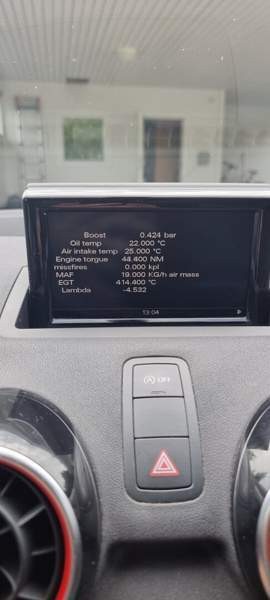 Boost 0.424 bar
Oil temp 22.000 °C
Air intake temp 25.000 °C
Engine torgue 44.400 NM
missfires 0.000 kpl
MAF 19.000 KG/h air mass
EGT 414.400 °C
Lambda -4.532
13:04 P
A OFF